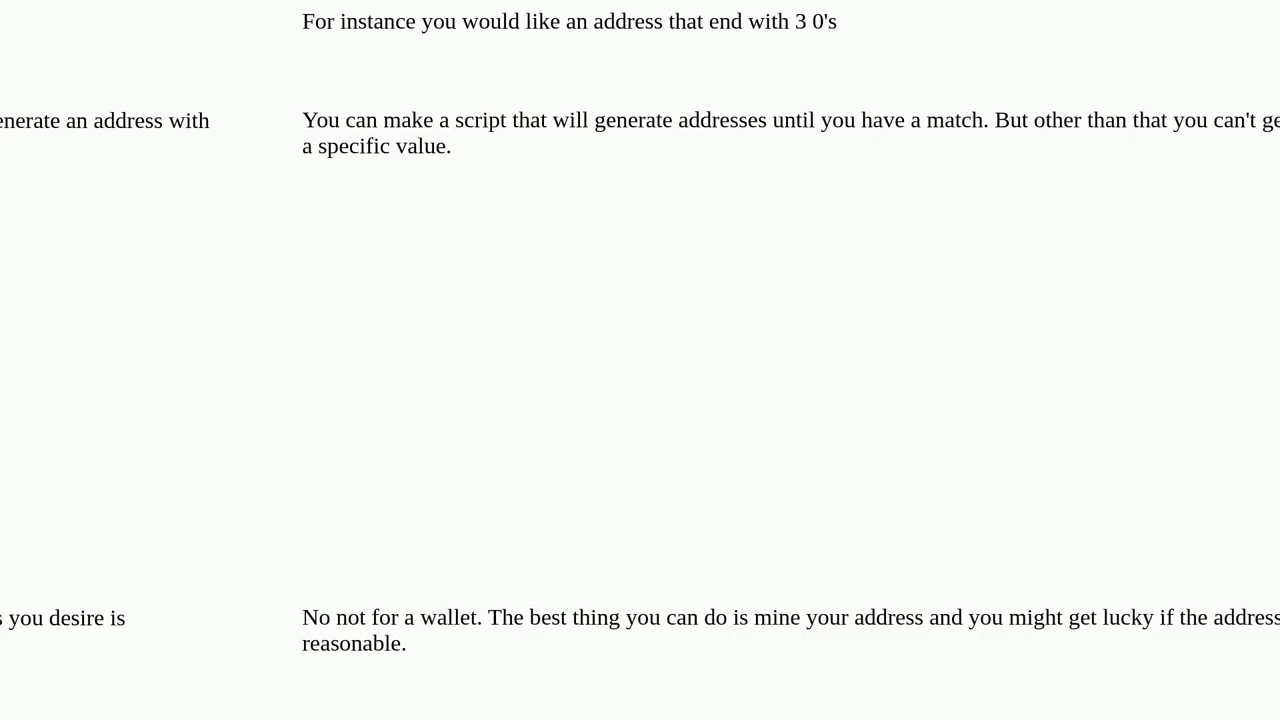 For instance you would like an address that end with 3 0's
enerate an address with
You can make a script that will generate addresses until you have a match. But other than that you can't ge
a specific value.
s you desire is
No not for a wallet. The best thing you can do is mine your address and you might get lucky if the address
reasonable.